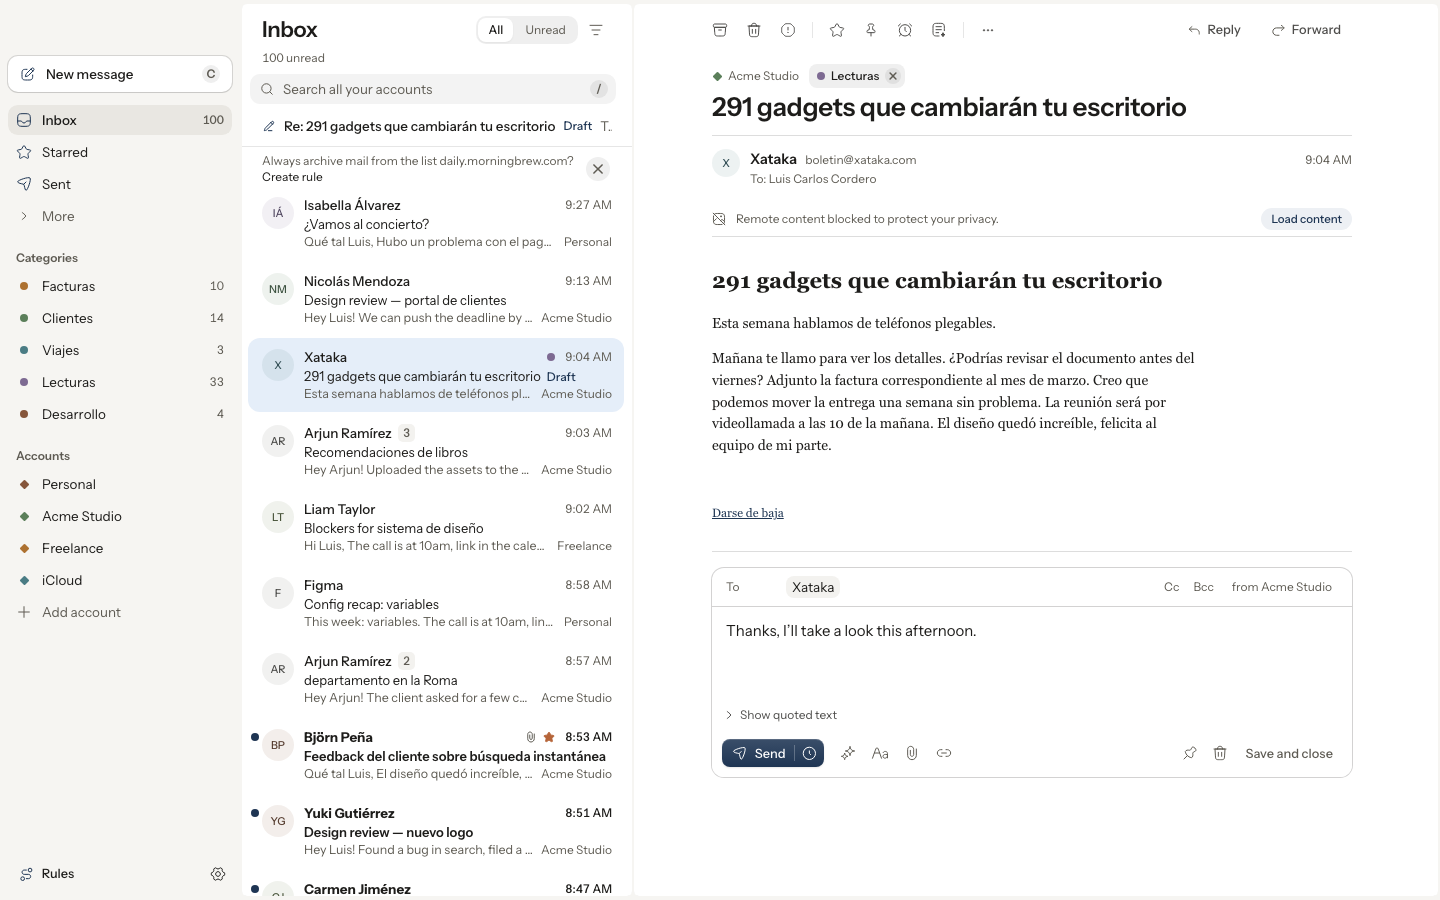 New message C
Inbox 100
Starred
Sent
More
Categories
Facturas 10
Clientes 14
Viajes 3
Lecturas 33
Desarrollo 4
Accounts
Personal
Acme Studio
Freelance
iCloud
Add account
Rules
Inbox
All Unread
100 unread
Search all your accounts /
Re: 291 gadgets que cambiarán tu escritorio Draft T..
Always archive mail from the list daily.morningbrew.com?
Create rule
IÁ Isabella Álvarez 9:27 AM
¿Vamos al concierto?
Qué tal Luis, Hubo un problema con el pag... Personal
NM Nicolás Mendoza 9:13 AM
Design review — portal de clientes
Hey Luis! We can push the deadline by ... Acme Studio
X Xataka 9:04 AM
291 gadgets que cambiarán tu escritorio Draft
Esta semana hablamos de teléfonos pl... Acme Studio
AR Arjun Ramírez 3 9:03 AM
Recomendaciones de libros
Hey Arjun! Uploaded the assets to the ... Acme Studio
LT Liam Taylor 9:02 AM
Blockers for sistema de diseño
Hi Luis, The call is at 10am, link in the cale... Freelance
F Figma 8:58 AM
Config recap: variables
This week: variables. The call is at 10am, lin... Personal
AR Arjun Ramírez 2 8:57 AM
departamento en la Roma
Hey Arjun! The client asked for a few c... Acme Studio
BP Björn Peña 8:53 AM
Feedback del cliente sobre búsqueda instantánea
Qué tal Luis, El diseño quedó increíble, ... Acme Studio
YG Yuki Gutiérrez 8:51 AM
Design review — nuevo logo
Hey Luis! Found a bug in search, filed a ... Acme Studio
Carmen Jiménez 8:47 AM
Reply Forward
Acme Studio Lecturas
291 gadgets que cambiarán tu escritorio
X Xataka boletin@xataka.com 9:04 AM
To: Luis Carlos Cordero
Remote content blocked to protect your privacy. Load content
291 gadgets que cambiarán tu escritorio
Esta semana hablamos de teléfonos plegables.
Mañana te llamo para ver los detalles. ¿Podrías revisar el documento antes del
viernes? Adjunto la factura correspondiente al mes de marzo. Creo que
podemos mover la entrega una semana sin problema. La reunión será por
videollamada a las 10 de la mañana. El diseño quedó increíble, felicita al
equipo de mi parte.
Darse de baja
To Xataka Cc Bcc from Acme Studio
Thanks, I'll take a look this afternoon.
Show quoted text
Send Aa Save and close